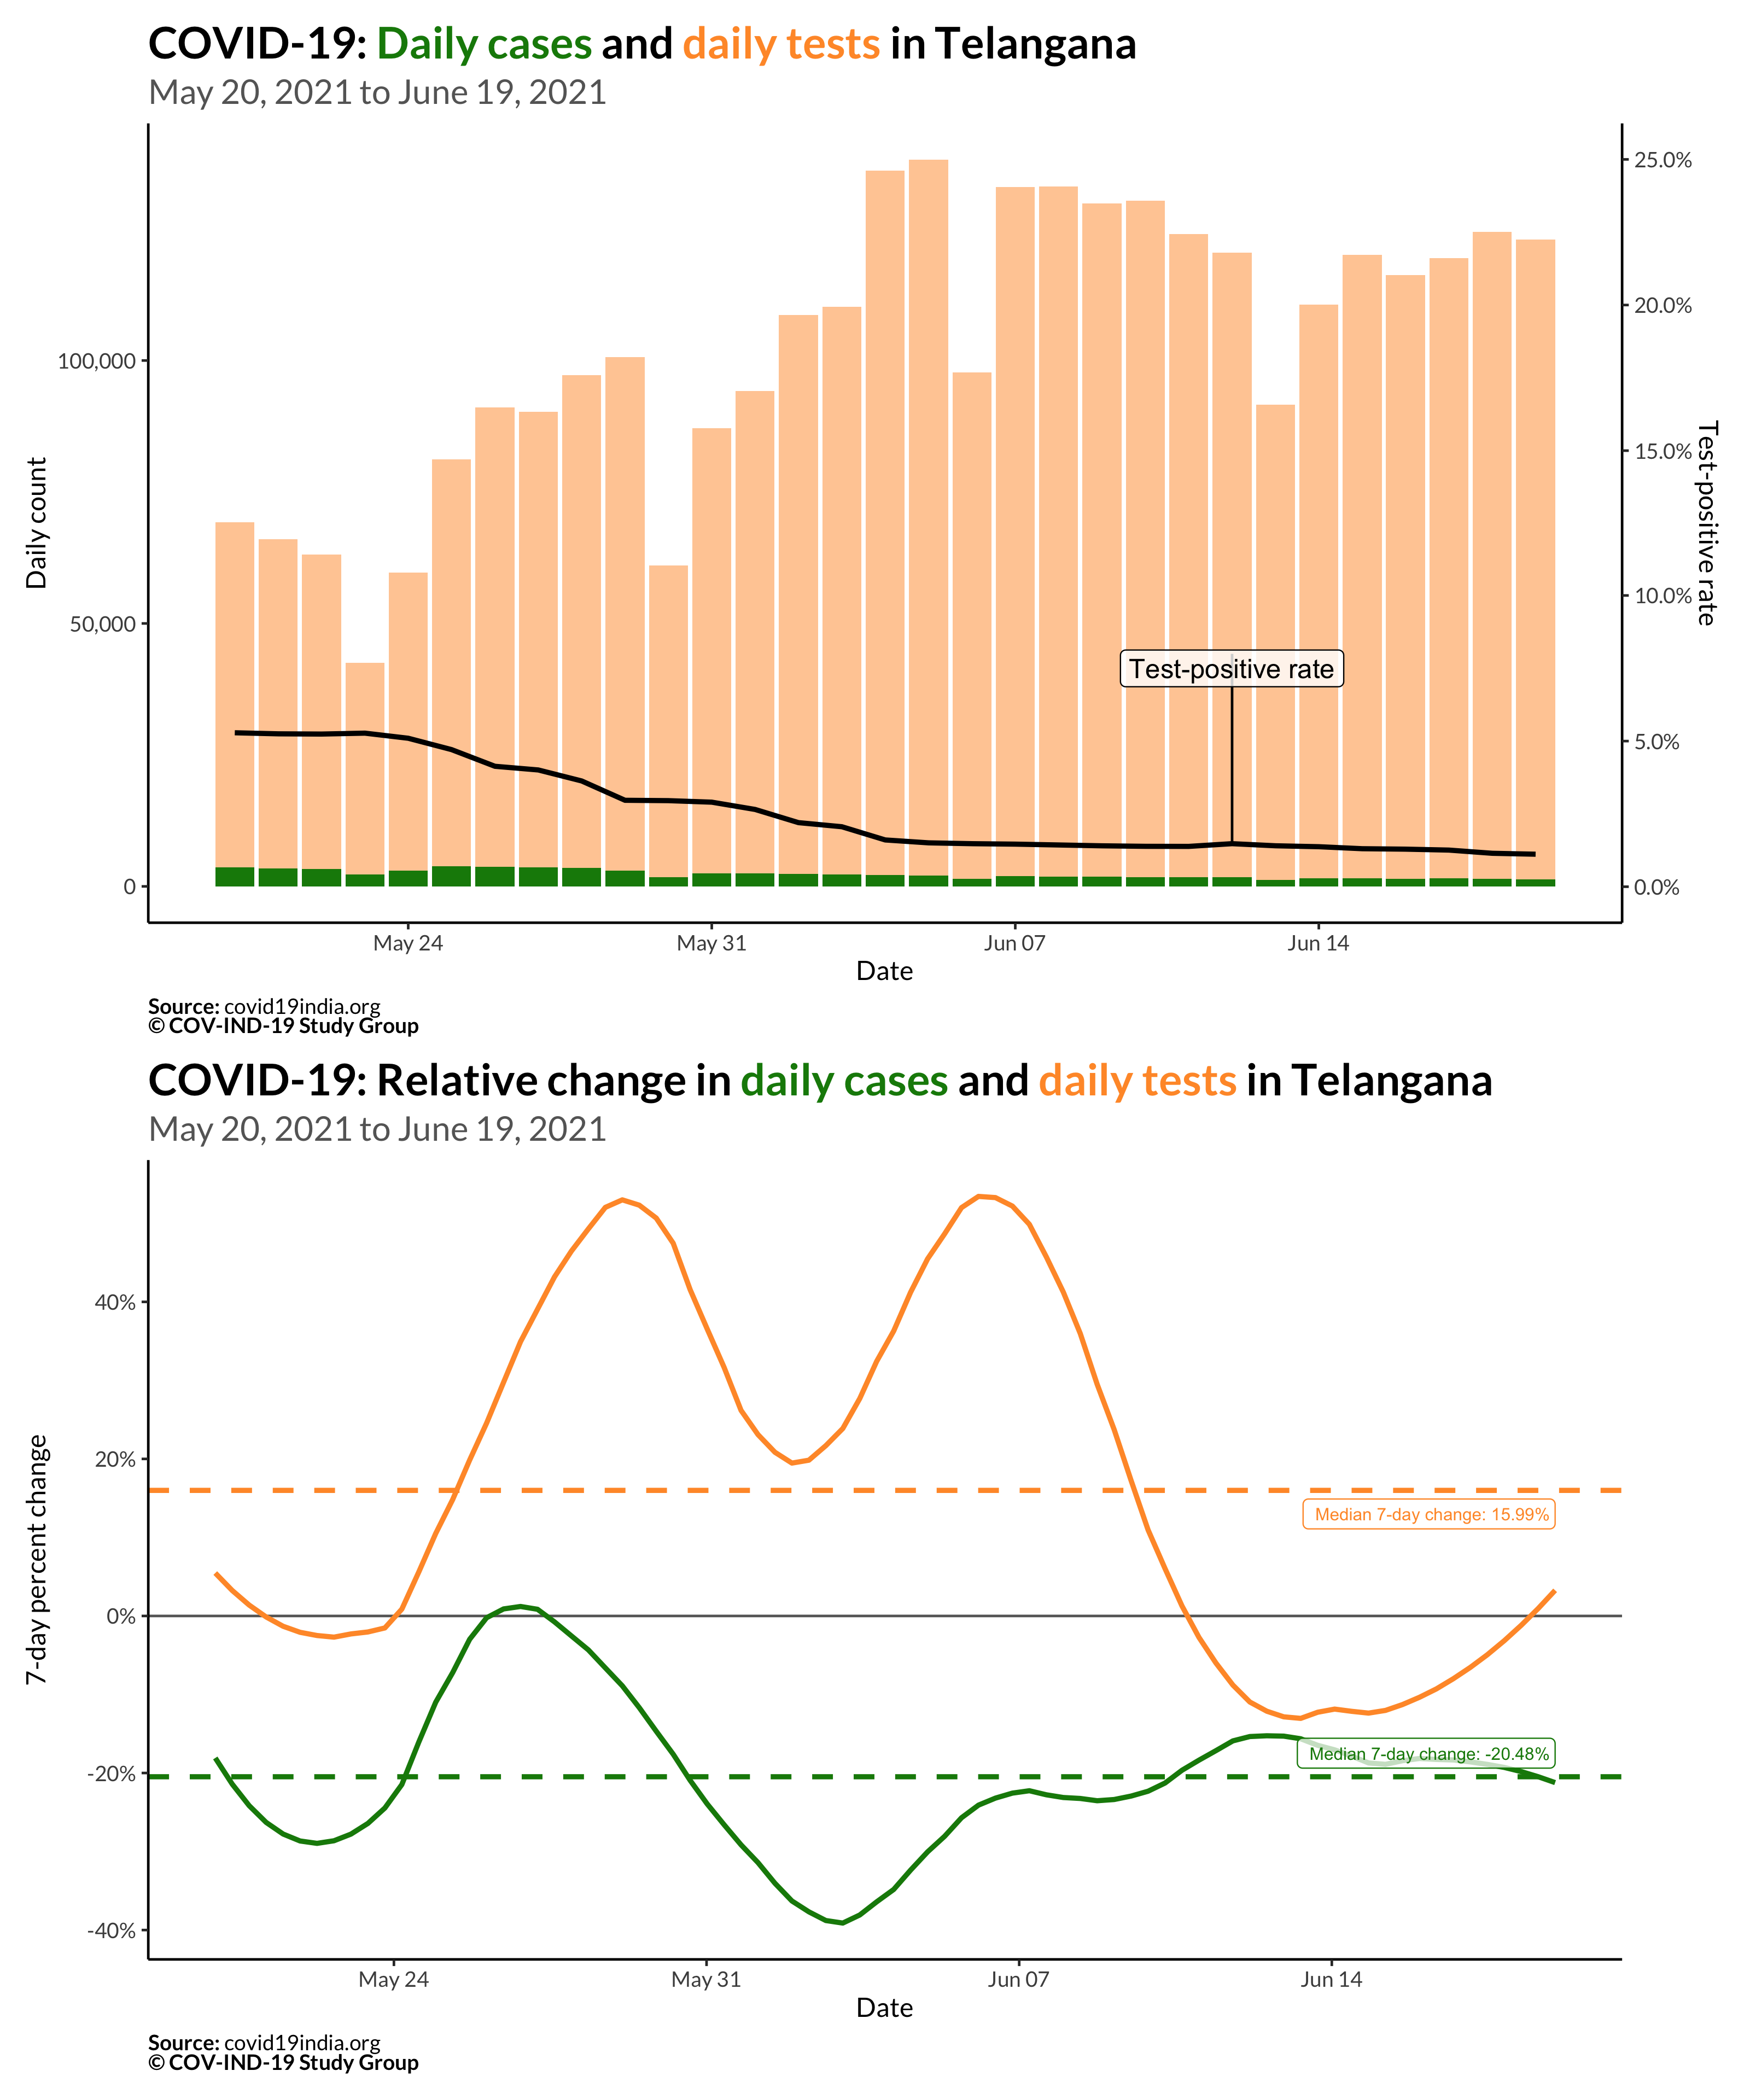 COVID-19: Daily cases and daily tests in Telangana
May 20, 2021 to June 19, 2021
Daily count
100,000
50,000
0
25.0%
20.0%
15.0%
10.0%
5.0%
0.0%
Test-positive rate
Test-positive rate
May 24
May 31
Jun 07
Jun 14
Date
Source: covid19india.org
© COV-IND-19 Study Group
COVID-19: Relative change in daily cases and daily tests in Telangana
May 20, 2021 to June 19, 2021
7-day percent change
40%
20%
0%
-20%
-40%
Median 7-day change: 15.99%
Median 7-day change: -20.48%
May 24
May 31
Jun 07
Jun 14
Date
Source: covid19india.org
© COV-IND-19 Study Group